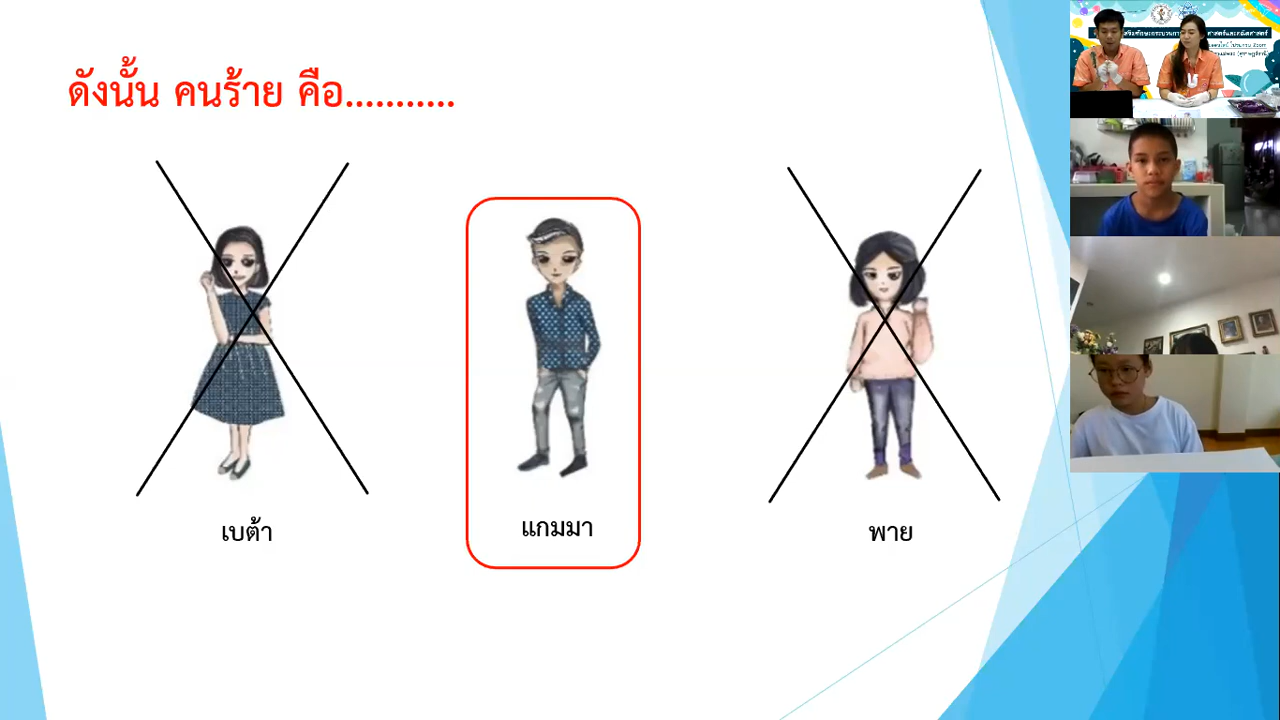 ดังนั้น คนร้าย คือ...........
เบต้า
แกมมา
พาย